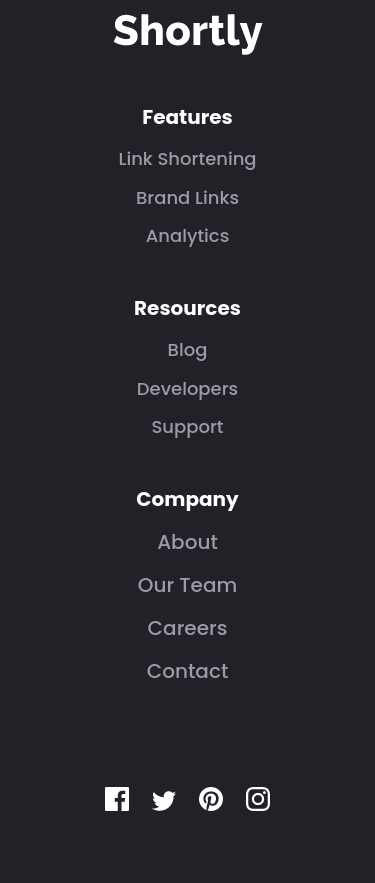 Shortly
Features
Link Shortening
Brand Links
Analytics
Resources
Blog
Developers
Support
Company
About
Our Team
Careers
Contact